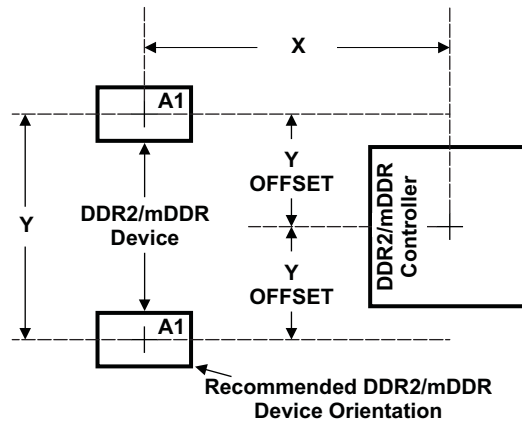 X
A1
Y
OFFSET
Y
DDR2/mDDR
Device
DDR2/mDDR
Controller
Y
OFFSET
A1
Recommended DDR2/mDDR
Device Orientation